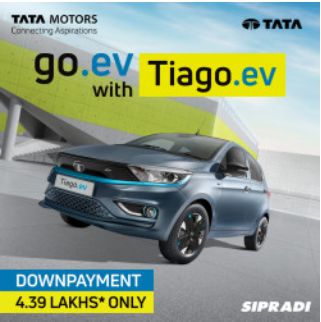 TATA MOTORS
Connecting Aspirations
TATA
go.ev
with
Tiago.ev
Tiago.ev
DOWNPAYMENT
4.39 LAKHS* ONLY
SIPRADI